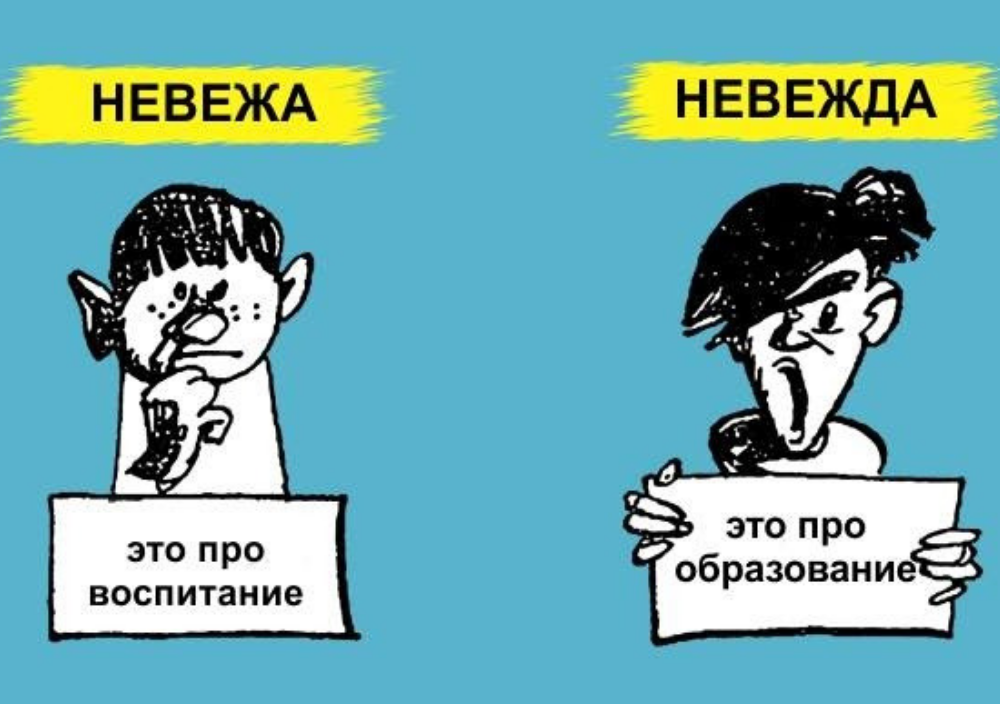 НЕВЕЖА
это про
воспитание
НЕВЕЖДА
это про
образование